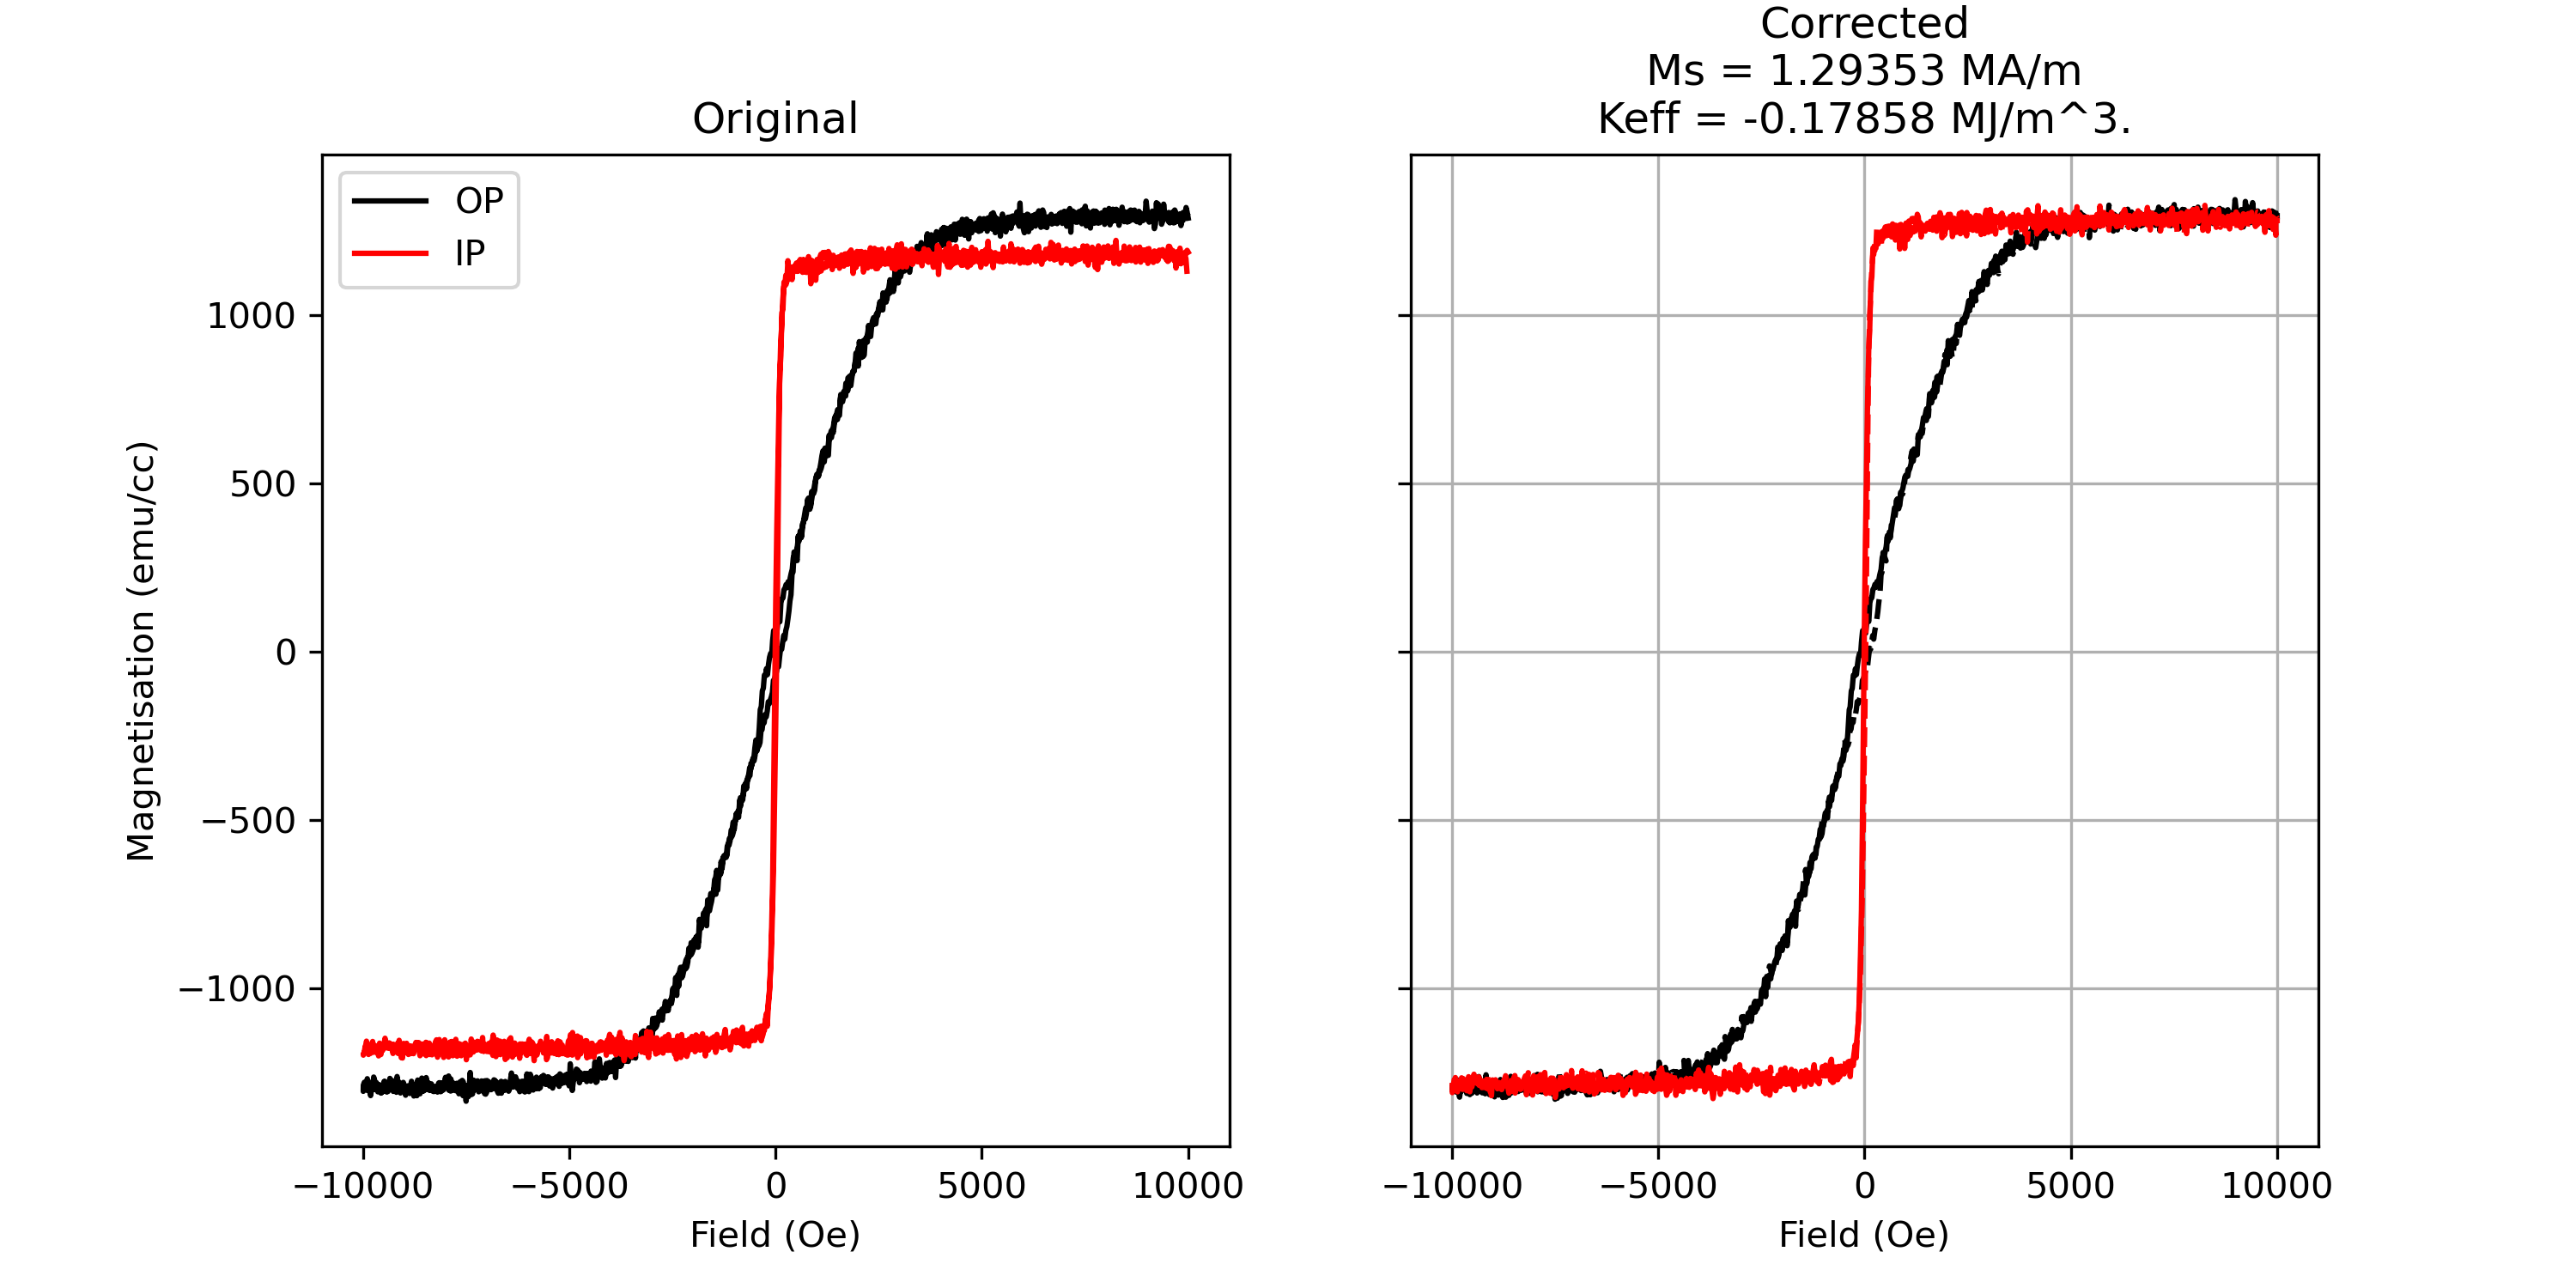 Original
OP
IP
1000
500
0
−500
−1000
Magnetisation (emu/cc)
−10000 −5000 0 5000 10000
Field (Oe)
Corrected
Ms = 1.29353 MA/m
Keff = -0.17858 MJ/m^3.
−10000 −5000 0 5000 10000
Field (Oe)